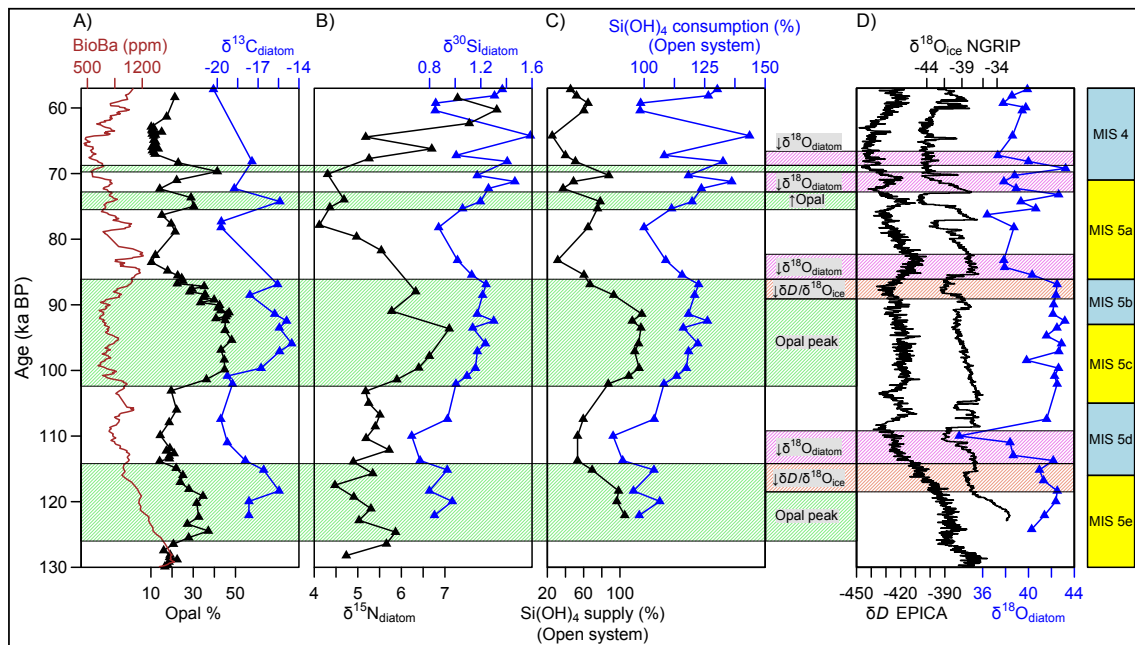 A)
B)
C)
D)
BioBa (ppm)
500 1200
δ13Cdiatom
-20 -17 -14
δ30Sidiatom
0.8 1.2 1.6
Si(OH)4 consumption (%)
(Open system)
100 125 150
δ18Oice NGRIP
-44 -39 -34
Age (ka BP)
60
70
80
90
100
110
120
130
↓δ18Odiatom
↓δ18Odiatom
↑Opal
↓δ18Odiatom
↓δD/δ18Oice
Opal peak
↓δ18Odiatom
↓δD/δ18Oice
Opal peak
MIS 4
MIS 5a
MIS 5b
MIS 5c
MIS 5d
MIS 5e
10 30 50
Opal %
4 5 6 7
δ15Ndiatom
20 40 60 80 100
Si(OH)4 supply (%)
(Open system)
-450 -420 -390
δD EPICA
36 40 44
δ18Odiatom